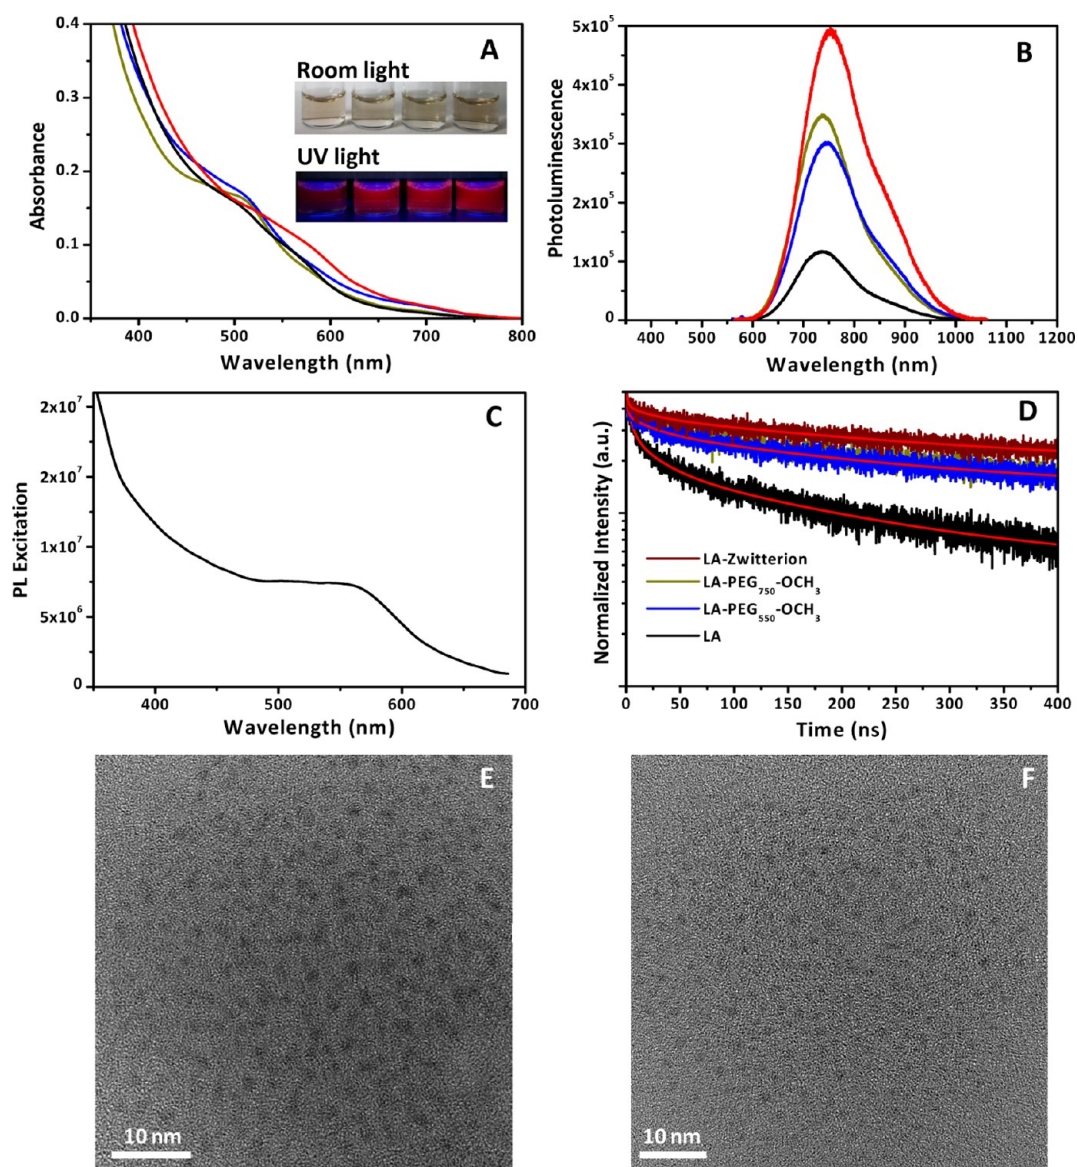 A
Absorbance
0.4
0.3
0.2
0.1
0.0
Room light
UV light
400 500 600 700 800
Wavelength (nm)
B
Photoluminescence
5x10⁵
4x10⁵
3x10⁵
2x10⁵
1x10⁵
0
400 500 600 700 800 900 1000 1100 1200
Wavelength (nm)
C
PL Excitation
2x10⁷
2x10⁷
1x10⁷
5x10⁶
0
400 500 600 700
Wavelength (nm)
D
Normalized Intensity (a.u.)
LA-Zwitterion
LA-PEG₇₅₀-OCH₃
LA-PEG₅₅₀-OCH₃
LA
0 50 100 150 200 250 300 350 400
Time (ns)
E
10 nm
F
10 nm